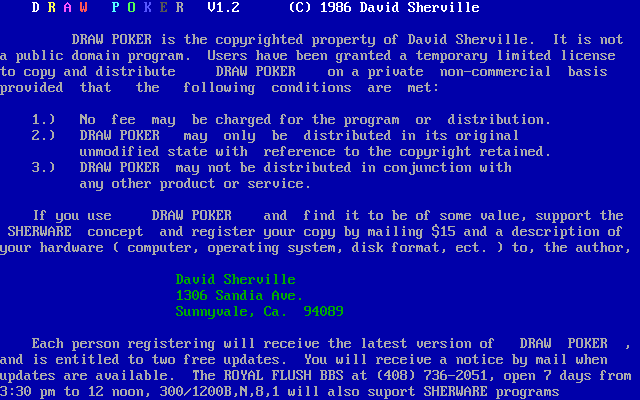 D R A W   P O K E R   V1.2   (C) 1986 David Sherville
DRAW POKER is the copyrighted property of David Sherville.  It is not
a public domain program.  Users have been granted a temporary limited license
to copy and distribute   DRAW POKER   on a private  non-commercial  basis
provided  that  the  following  conditions  are  met:
1.)  No  fee  may  be charged for the program  or  distribution.
2.)  DRAW POKER  may  only  be  distributed in its original
unmodified state with  reference to the copyright retained.
3.)  DRAW POKER  may not be distributed in conjunction with
any other product or service.
If you use   DRAW POKER   and  find it to be of some value, support the
SHERWARE  concept  and register your copy by mailing $15 and a description of
your hardware ( computer, operating system, disk format, ect. ) to, the author,
David Sherville
1306 Sandia Ave.
Sunnyvale, Ca.  94089
Each person registering will receive the latest version of   DRAW  POKER  ,
and is entitled to two free updates.  You will receive a notice by mail when
updates are available.  The ROYAL FLUSH BBS at (408) 736-2051, open 7 days from
3:30 pm to 12 noon, 300/1200B,N,8,1 will also suport SHERWARE programs